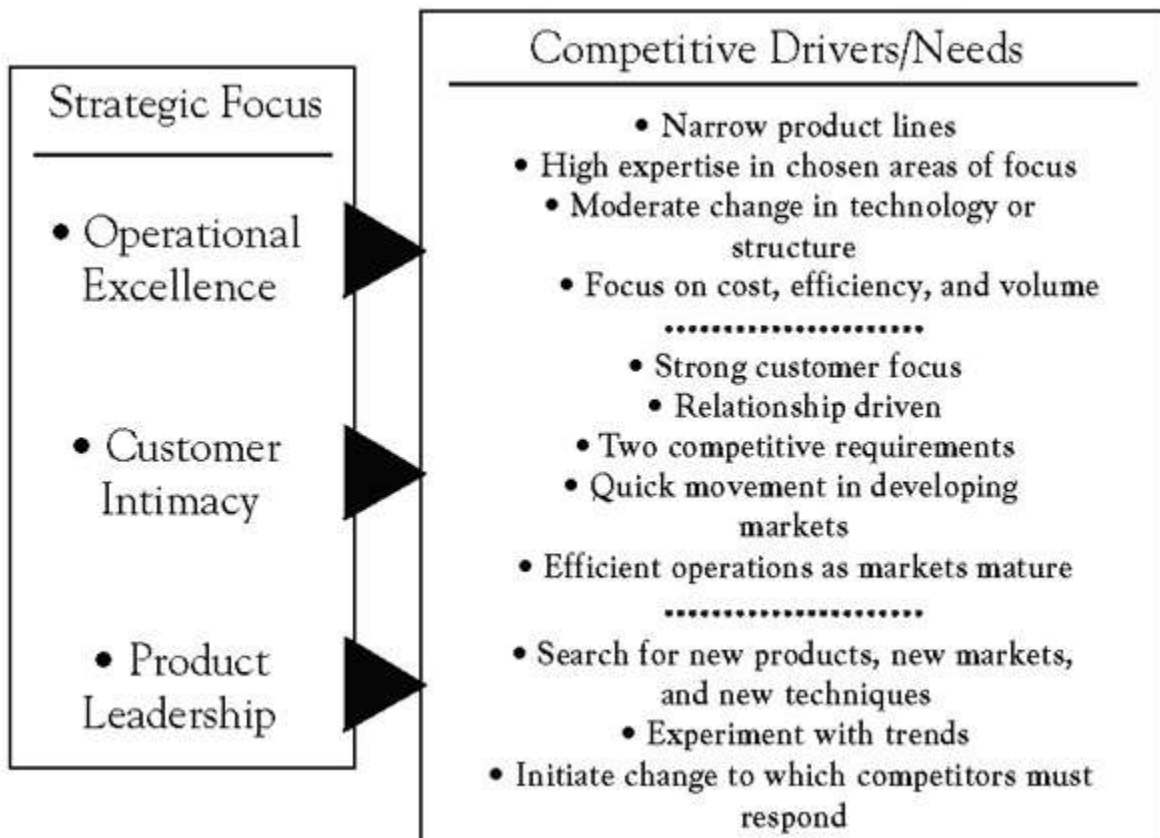 Strategic Focus
• Operational
Excellence
• Customer
Intimacy
• Product
Leadership
Competitive Drivers/Needs
• Narrow product lines
• High expertise in chosen areas of focus
• Moderate change in technology or
structure
• Focus on cost, efficiency, and volume
• Strong customer focus
• Relationship driven
• Two competitive requirements
• Quick movement in developing
markets
• Efficient operations as markets mature
• Search for new products, new markets,
and new techniques
• Experiment with trends
• Initiate change to which competitors must
respond